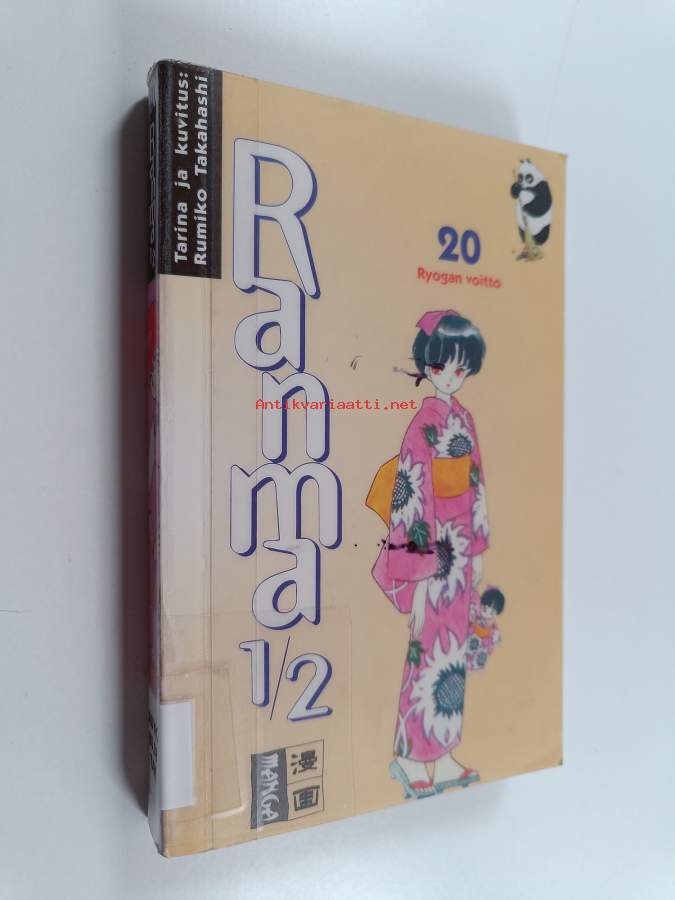 Tarina ja kuvitus:
Rumiko Takahashi
Ranma
1/2
20
Ryogan voitto
Antikvariaatti.net
漫画
MANGA